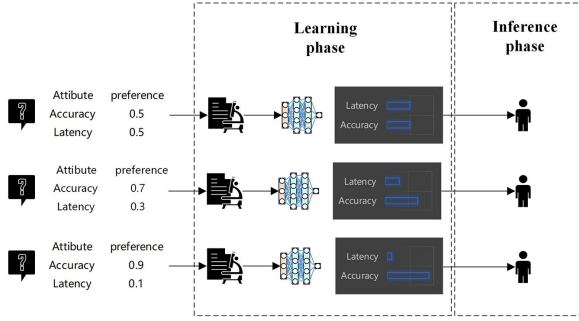 Learning
phase
Inference
phase
Attibute preference
Accuracy 0.5
Latency 0.5
Latency
Accuracy
Attibute preference
Accuracy 0.7
Latency 0.3
Latency
Accuracy
Attibute preference
Accuracy 0.9
Latency 0.1
Latency
Accuracy